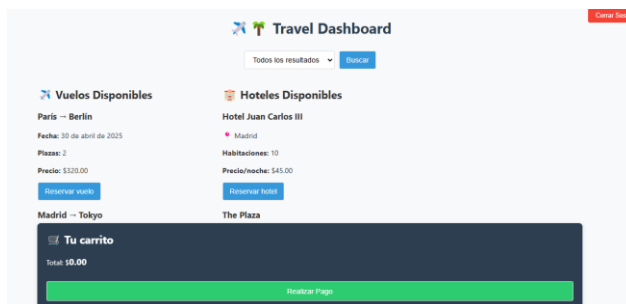 Cerrar Ses
Travel Dashboard
Todos los resultados
Buscar
Vuelos Disponibles
París → Berlín
Fecha: 30 de abril de 2025
Plazas: 2
Precio: $320.00
Reservar vuelo
Madrid → Tokyo
Hoteles Disponibles
Hotel Juan Carlos III
Madrid
Habitaciones: 10
Precio/noche: $45.00
Reservar hotel
The Plaza
Tu carrito
Total: $0.00
Realizar Pago